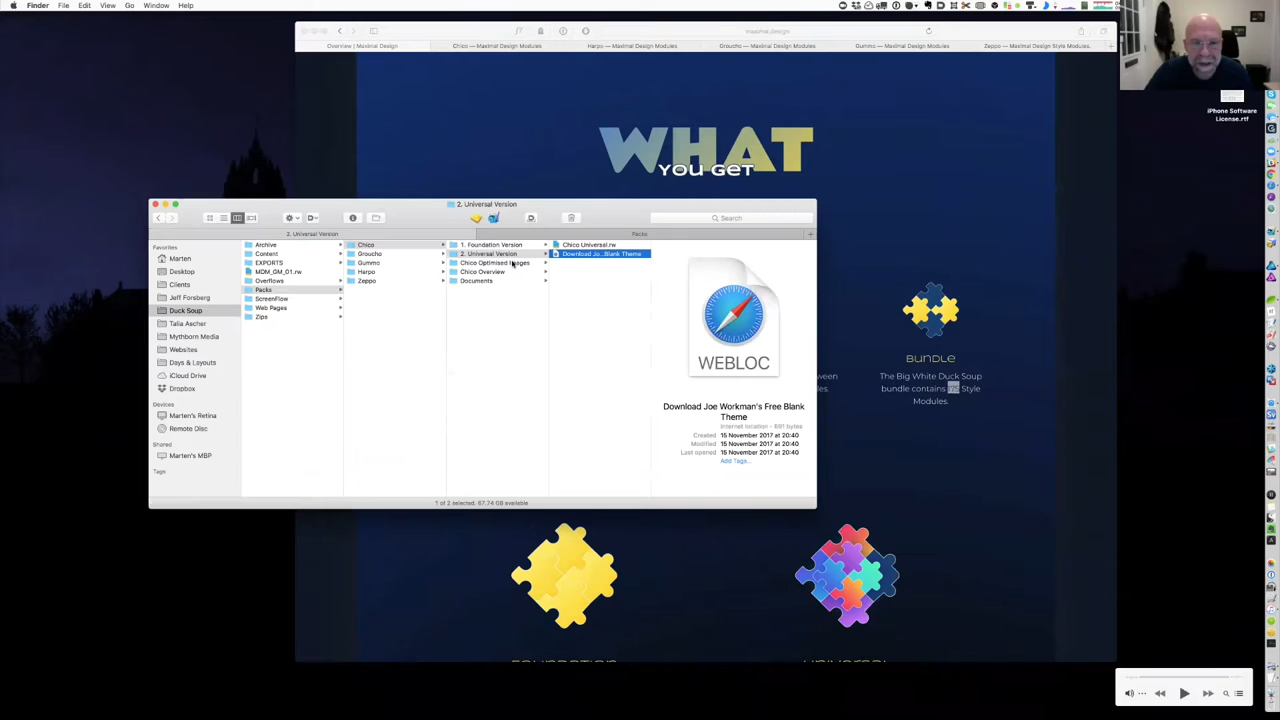 Finder File Edit View Go Window Help
maximal.design
Overview | Maximal Design
Chico — Maximal Design Modules
Harpo — Maximal Design Modules
Groucho — Maximal Design Modules
Gummo — Maximal Design Modules
Zeppo — Maximal Design Style Modules.
iPhone Software
License.rtf
WHAT
YOU GET
2. Universal Version
Search
2. Universal Version
Packs
Favorites
Marten
Desktop
Clients
Jeff Forsberg
Duck Soup
Talia Ascher
Mythborn Media
Websites
Days & Layouts
iCloud Drive
Dropbox
Devices
Marten's Retina
Remote Disc
Shared
Marten's MBP
Tags
Archive
Content
EXPORTS
MDM_GM_01.rw
Overflows
Packs
ScreenFlow
Web Pages
Zips
Chico
Groucho
Gummo
Harpo
Zeppo
1. Foundation Version
2. Universal Version
Chico Optimised Images
Chico Overview
Documents
Chico Universal.rw
Download Jo...Blank Theme
WEBLOC
Download Joe Workman's Free Blank
Theme
Internet location - 691 bytes
Created 15 November 2017 at 20:40
Modified 15 November 2017 at 20:40
Last opened 15 November 2017 at 20:40
Add Tags...
1 of 2 selected; 67.74 GB available
BUNDLE
The Big White Duck Soup
bundle contains Style
Modules.